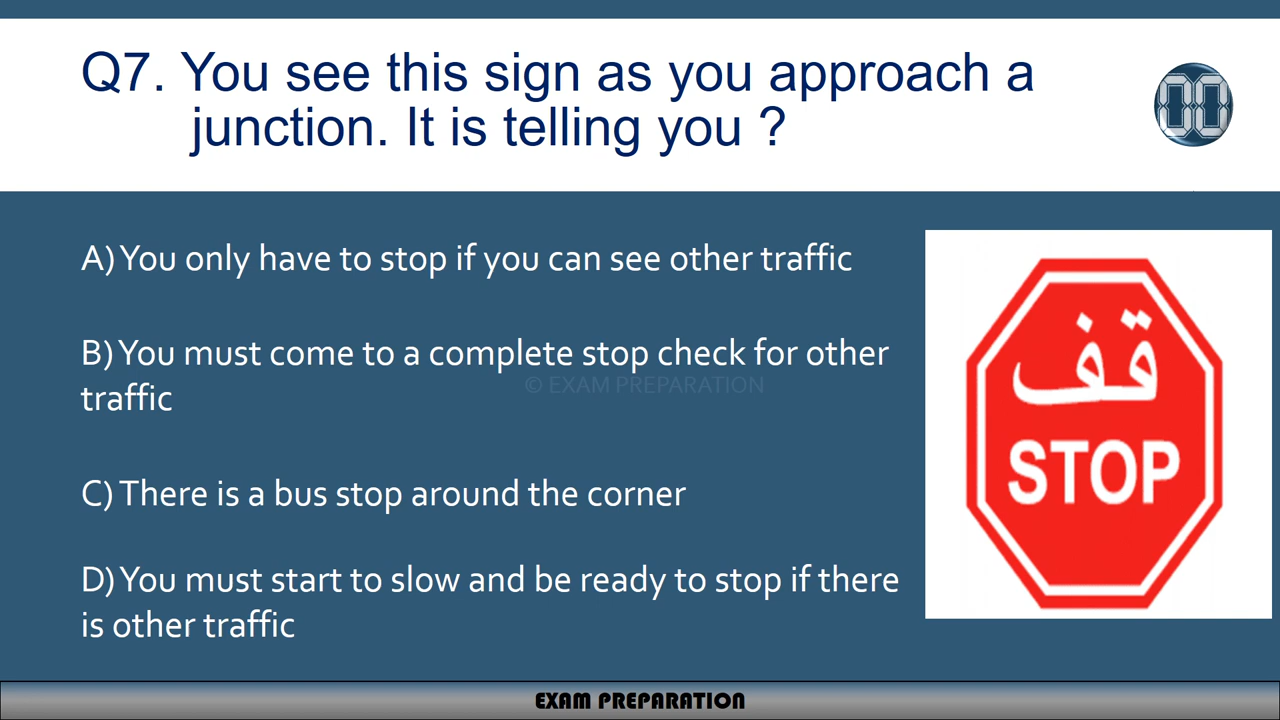 Q7. You see this sign as you approach a
junction. It is telling you ?
00
A) You only have to stop if you can see other traffic
B) You must come to a complete stop check for other
traffic
© EXAM PREPARATION
C) There is a bus stop around the corner
D) You must start to slow and be ready to stop if there
is other traffic
قف
STOP
EXAM PREPARATION